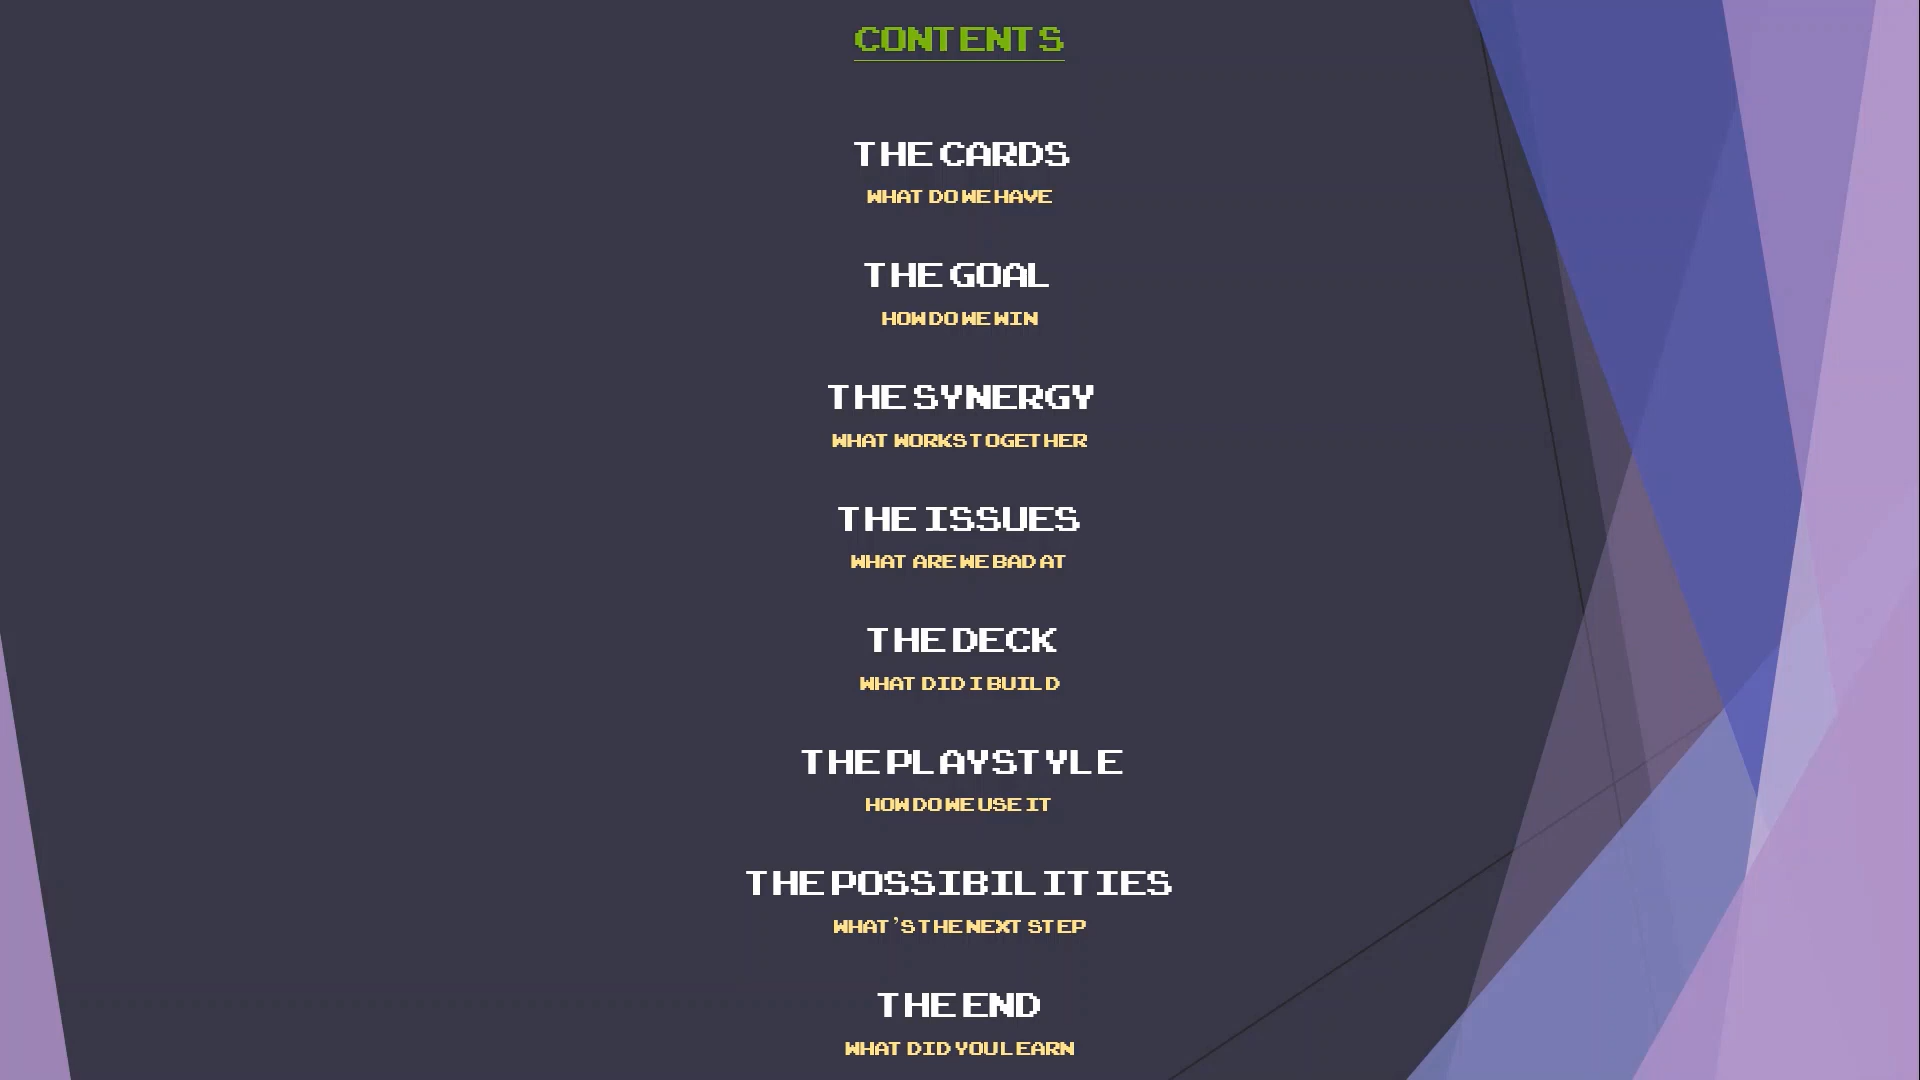 CONTENTS
THE CARDS
WHAT DO WE HAVE
THE GOAL
HOW DO WE WIN
THE SYNERGY
WHAT WORKS TOGETHER
THE ISSUES
WHAT ARE WE BAD AT
THE DECK
WHAT DID I BUILD
THE PLAYSTYLE
HOW DO WE USE IT
THE POSSIBILITIES
WHAT'S THE NEXT STEP
THE END
WHAT DID YOU LEARN